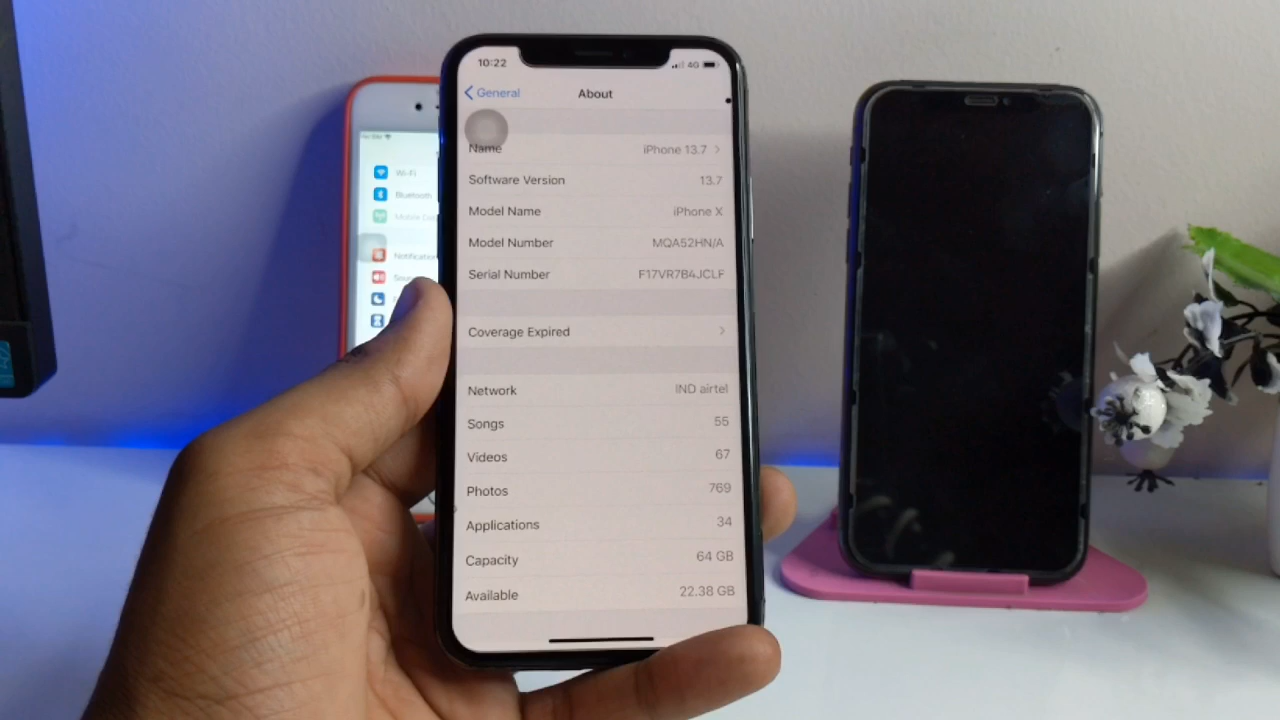 10:22
4G
General
About
Name iPhone 13.7
Software Version 13.7
Model Name iPhone X
Model Number MQA52HN/A
Serial Number F17VR7B4JCLF
Coverage Expired
Network IND airtel
Songs 55
Videos 67
Photos 769
Applications 34
Capacity 64 GB
Available 22.38 GB
Wi-Fi
Bluetooth
Notification